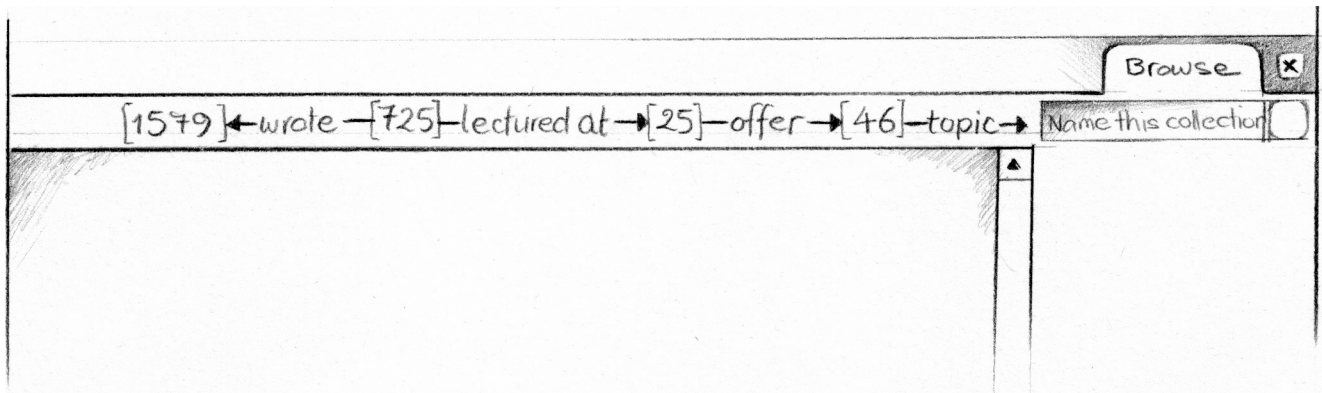 Browse x
[1579]←wrote—[725]—lectured at→[25]—offer→[46]—topic→ Name this collection